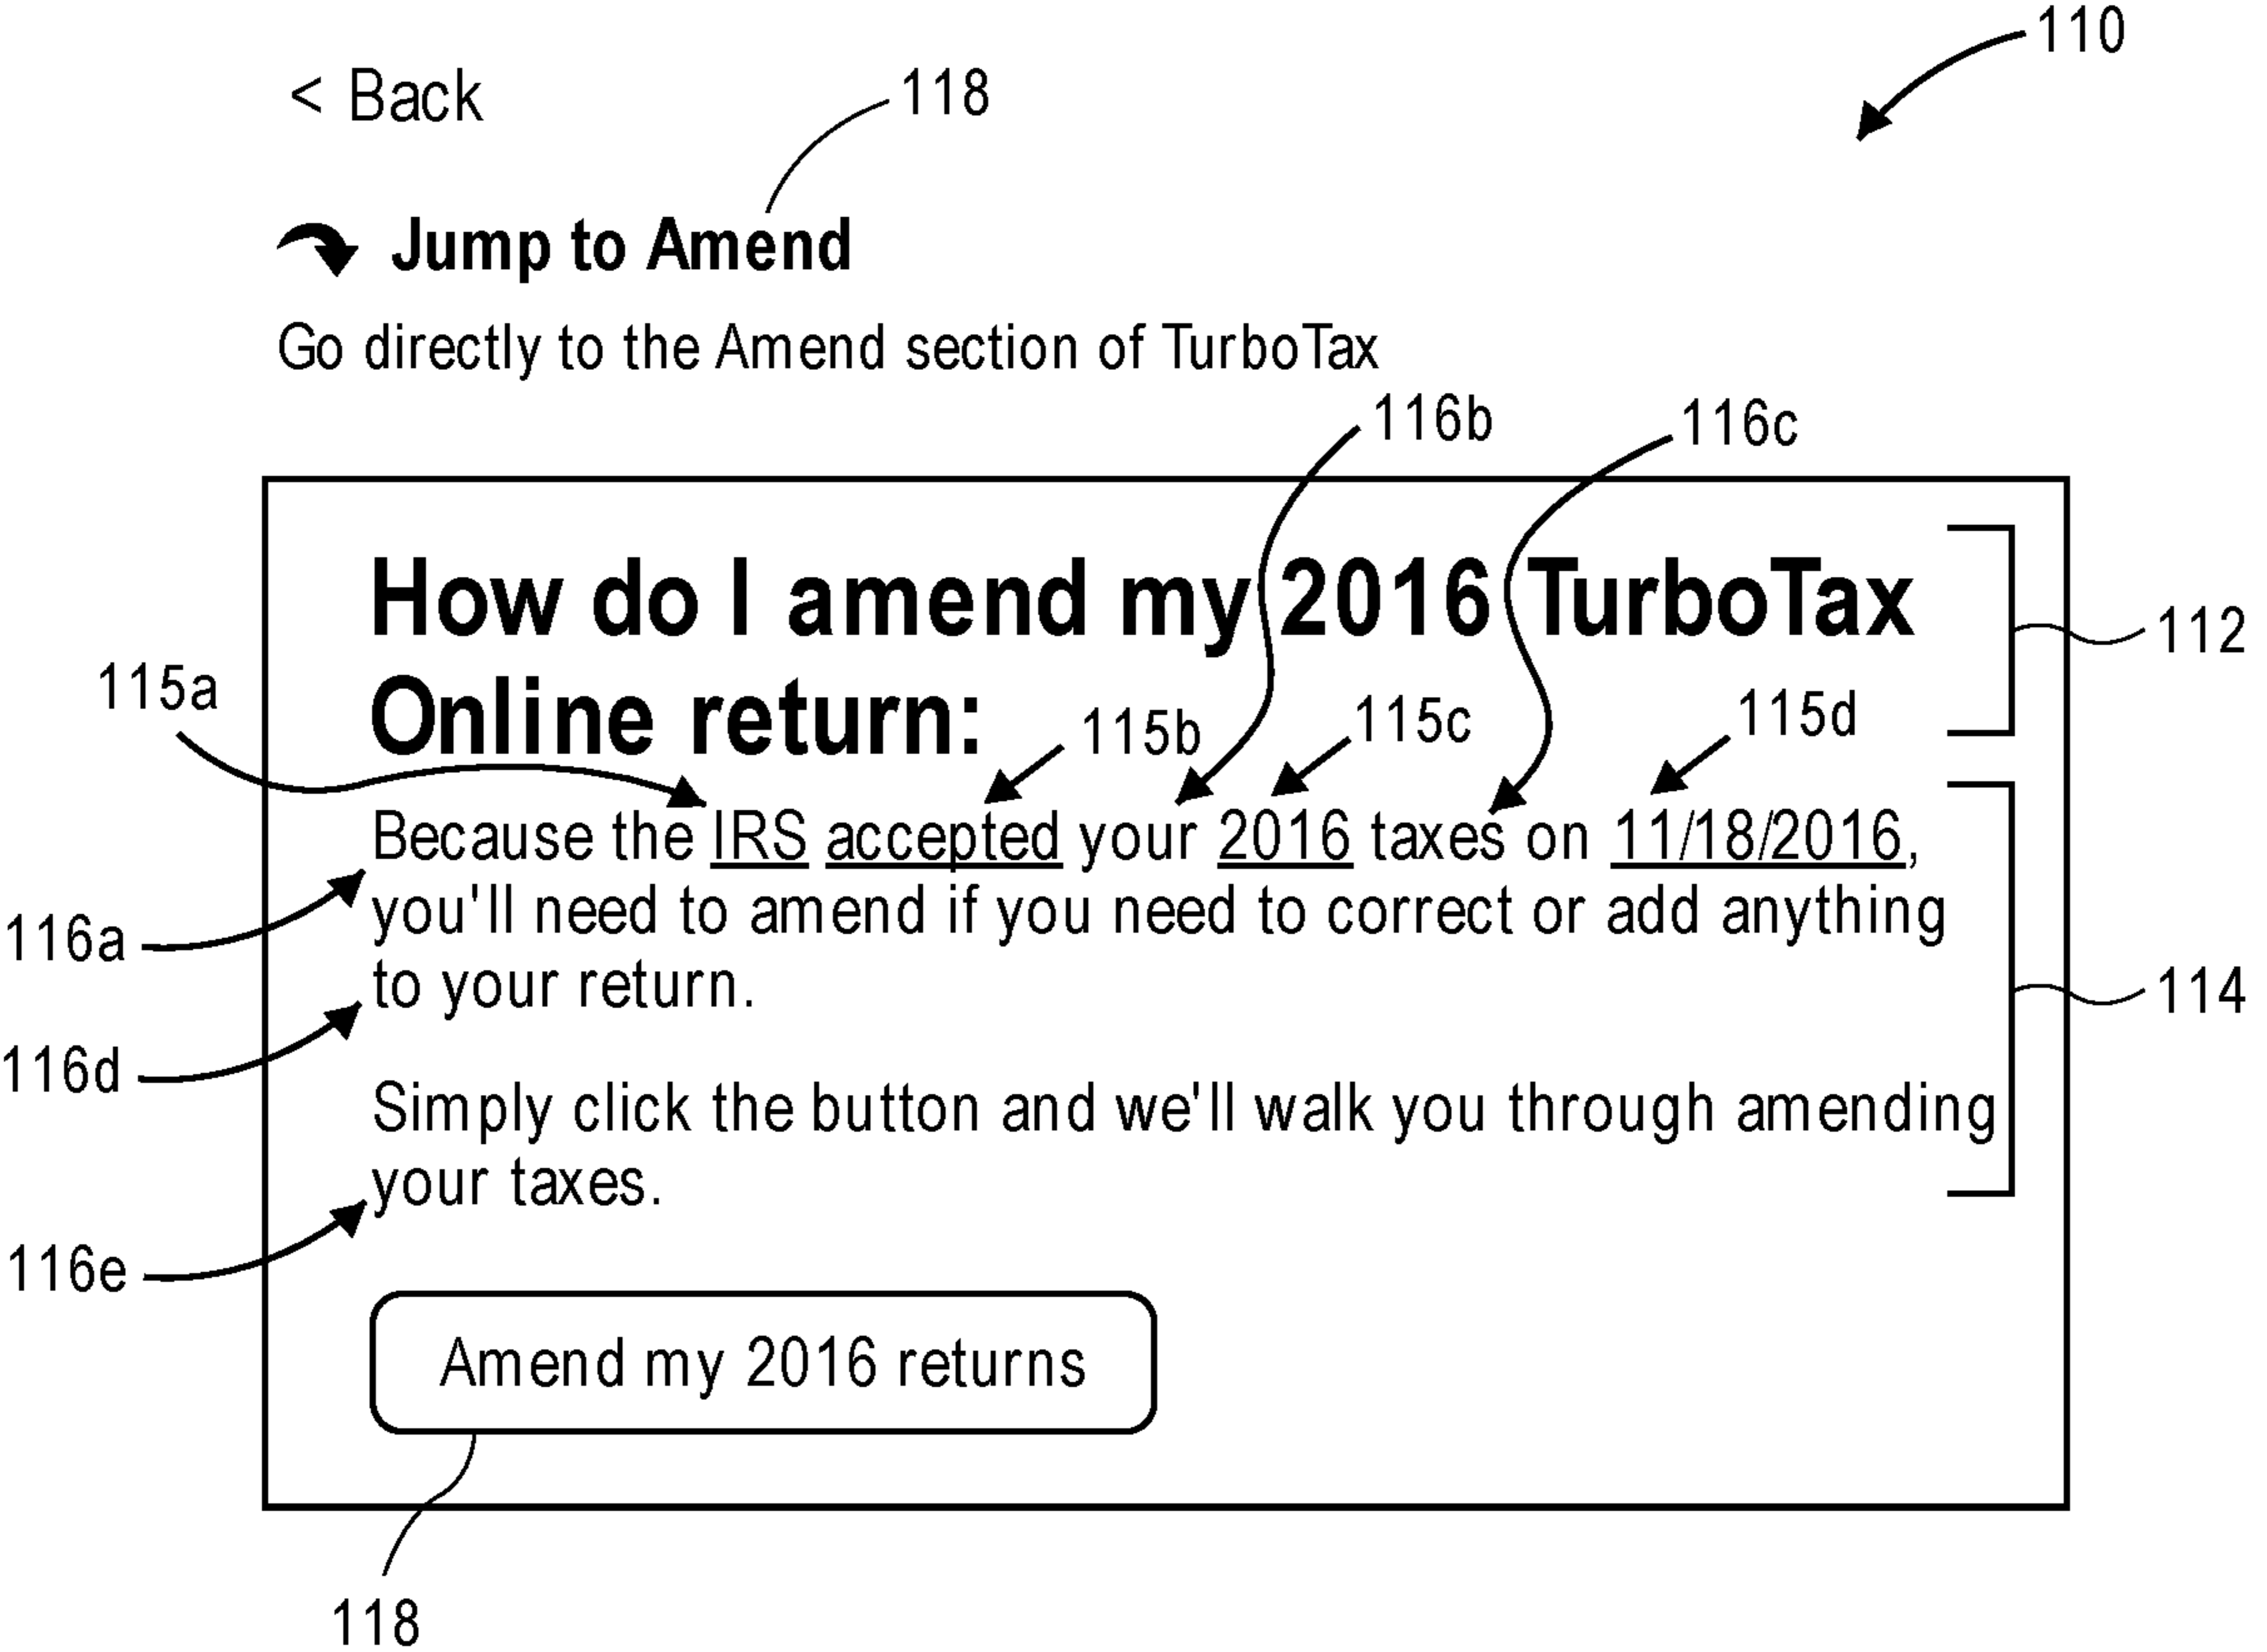 110
< Back
118
Jump to Amend
Go directly to the Amend section of TurboTax
116b
116c
How do I amend my 2016 TurboTax
112
Online return:
115a
115b
115c
115d
Because the IRS accepted your 2016 taxes on 11/18/2016,
you'll need to amend if you need to correct or add anything
116a
to your return.
114
116d
Simply click the button and we'll walk you through amending
your taxes.
116e
Amend my 2016 returns
118